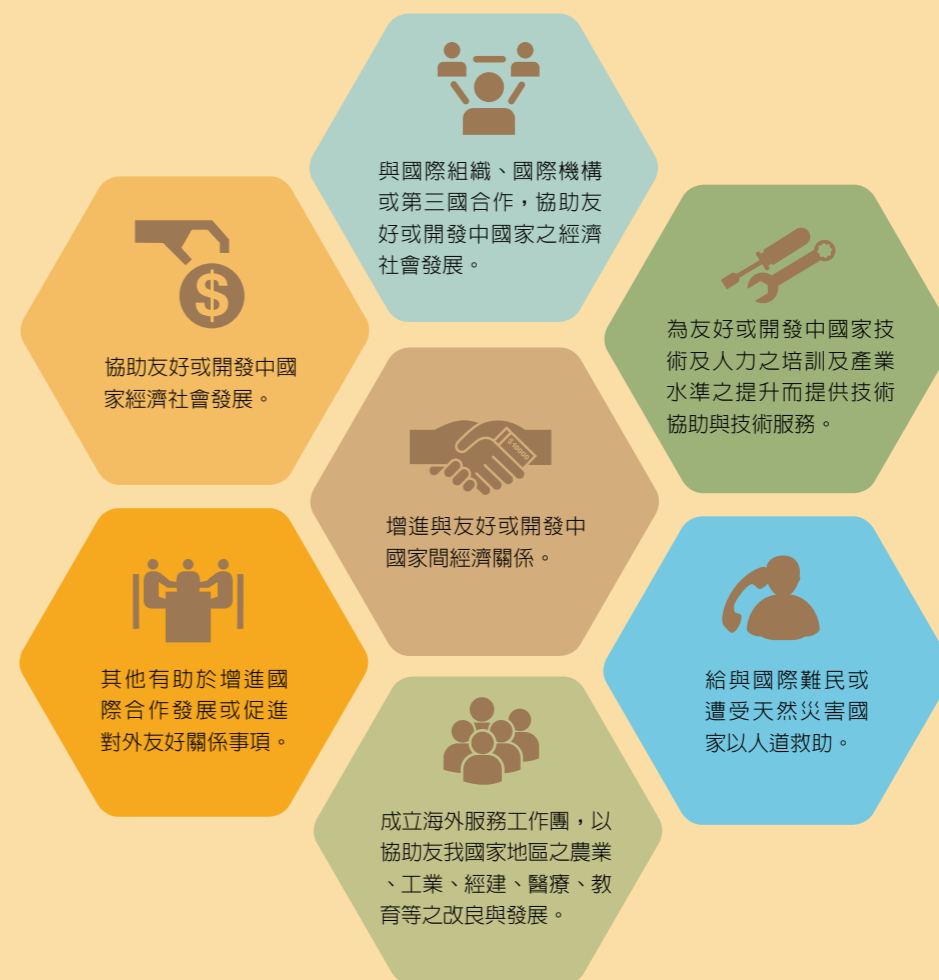 與國際組織、國際機構
或第三國合作，協助友
好或開發中國家之經濟
社會發展。
$
協助友好或開發中國
家經濟社會發展。
為友好或開發中國家技
術及人力之培訓及產業
水準之提升而提供技術
協助與技術服務。
$10000
增進與友好或開發中
國家間經濟關係。
其他有助於增進國
際合作發展或促進
對外友好關係事項。
給與國際難民或
遭受天然災害國
家以人道救助。
成立海外服務工作團，以
協助友我國家地區之農業
、工業、經建、醫療、教
育等之改良與發展。